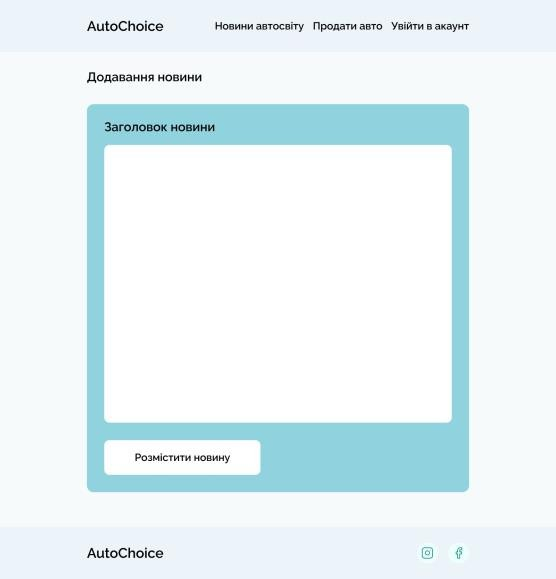 AutoChoice Новини автосвіту Продати авто Увійти в акаунт
Додавання новини
Заголовок новини
Розмістити новину
AutoChoice